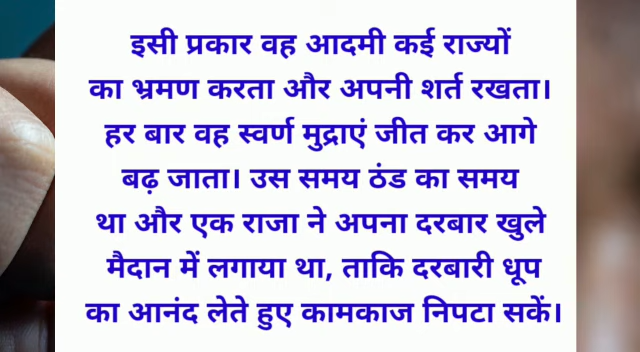 इसी प्रकार वह आदमी कई राज्यों
का भ्रमण करता और अपनी शर्त रखता।
हर बार वह स्वर्ण मुद्राएं जीत कर आगे
बढ़ जाता। उस समय ठंड का समय
था और एक राजा ने अपना दरबार खुले
मैदान में लगाया था, ताकि दरबारी धूप
का आनंद लेते हुए कामकाज निपटा सकें।